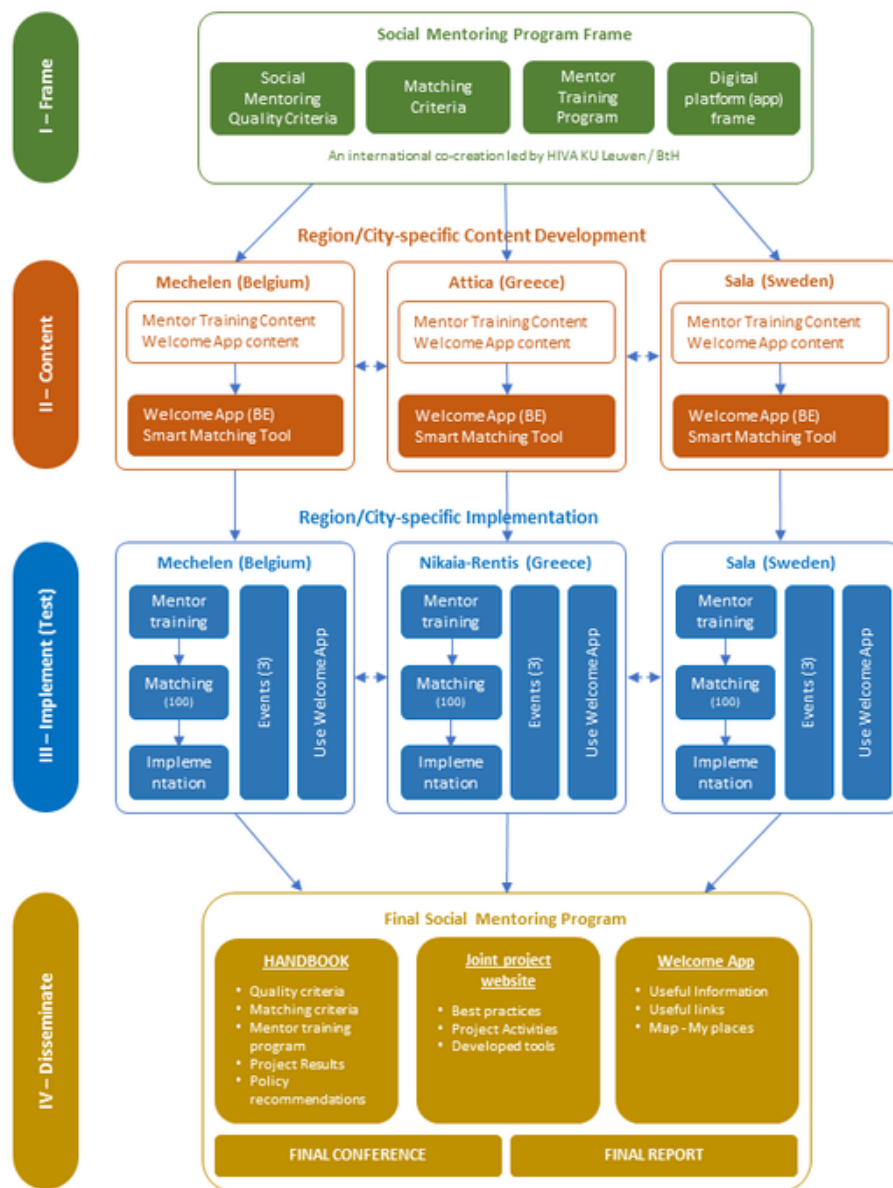 I – Frame
Social Mentoring Program Frame
Social
Mentoring
Quality Criteria
Matching
Criteria
Mentor
Training
Program
Digital
platform (app)
frame
An international co-creation led by HIVA KU Leuven / BtH
II – Content
Region/City-specific Content Development
Mechelen (Belgium)
Mentor Training Content
Welcome App content
Welcome App (BE)
Smart Matching Tool
Attica (Greece)
Mentor Training Content
Welcome App content
Welcome App (BE)
Smart Matching Tool
Sala (Sweden)
Mentor Training Content
Welcome App content
Welcome App (BE)
Smart Matching Tool
III – Implement (Test)
Region/City-specific Implementation
Mechelen (Belgium)
Mentor
training
Matching
(100)
Impleme
ntation
Events (3)
Use Welcome App
Nikaia-Rentis (Greece)
Mentor
training
Matching
(100)
Impleme
ntation
Events (3)
Use Welcome App
Sala (Sweden)
Mentor
training
Matching
(100)
Impleme
ntation
Events (3)
Use Welcome App
IV – Disseminate
Final Social Mentoring Program
HANDBOOK
• Quality criteria
• Matching criteria
• Mentor training
program
• Project Results
• Policy
recommendations
Joint project
website
• Best practices
• Project Activities
• Developed tools
Welcome App
• Useful Information
• Useful links
• Map - My places
FINAL CONFERENCE
FINAL REPORT